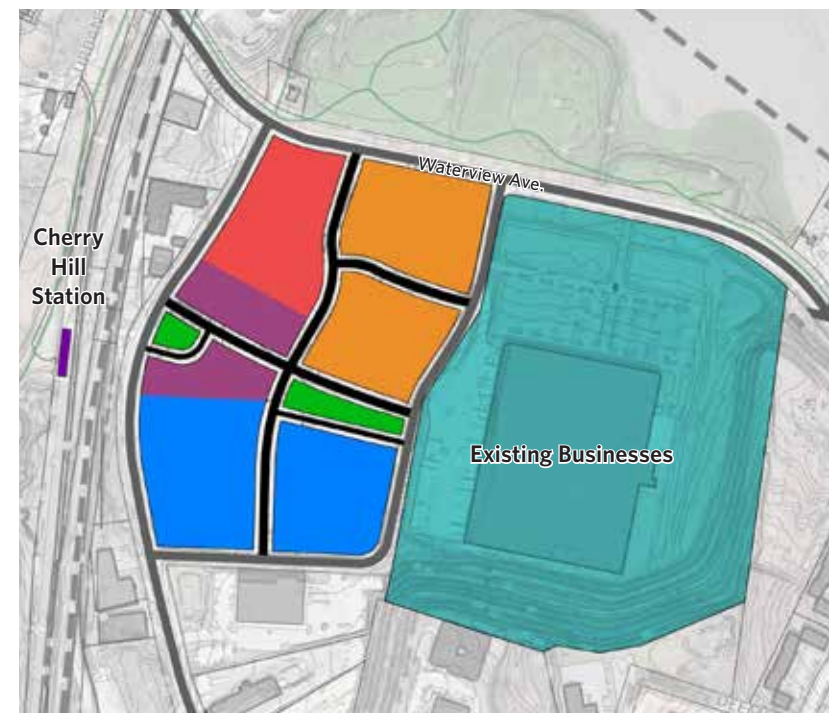 Waterview Ave.
Cherry
Hill
Station
Existing Businesses